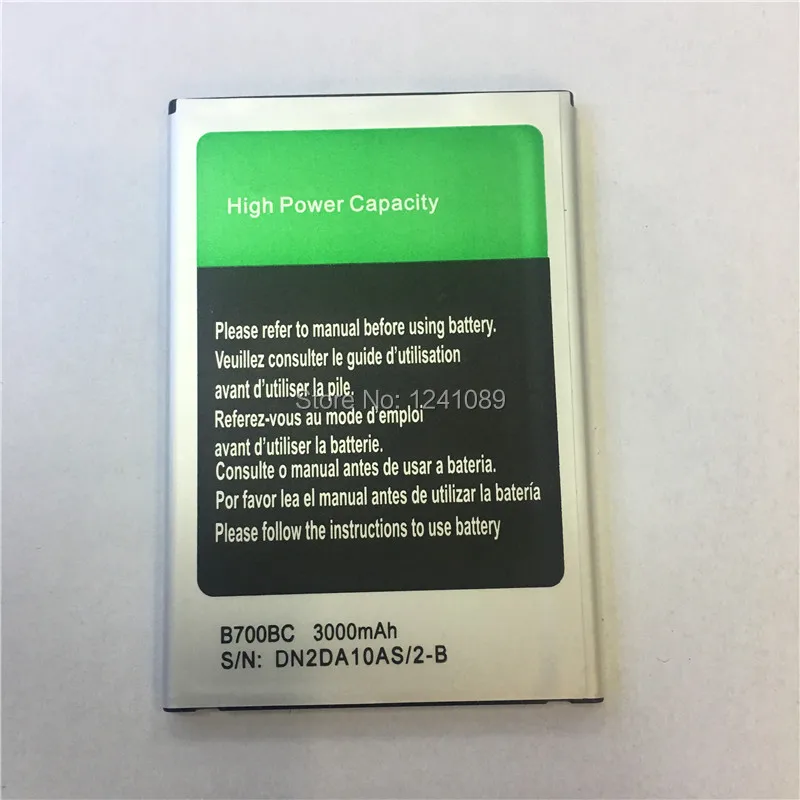 High Power Capacity
Please refer to manual before using battery.
Veuillez consulter le guide d'utilisation
avant d'utiliser la pile.
Store No: 1241089
Referez-vous au mode d'emploi
avant d'utiliser la batterie.
Consulte o manual antes de usar a bateria.
Por favor lea el manual antes de utilizar la batería
Please follow the instructions to use battery
B700BC 3000mAh
S/N: DN2DA10AS/2-B